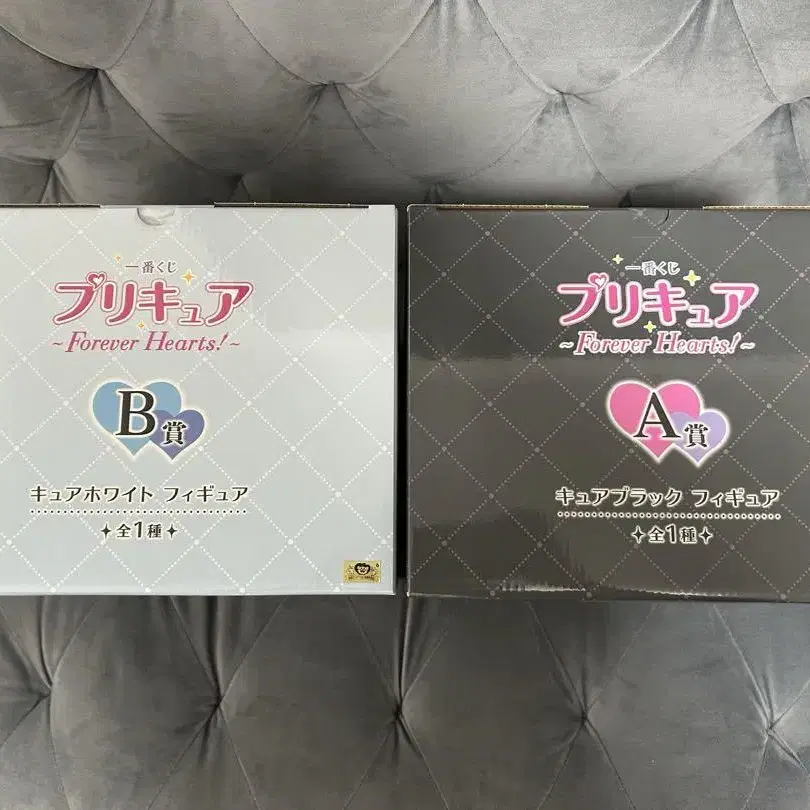 一番くじ
プリキュア
~Forever Hearts!~
B賞
キュアホワイト フィギュア
全1種
一番くじ
プリキュア
~Forever Hearts!~
A賞
キュアブラック フィギュア
全1種